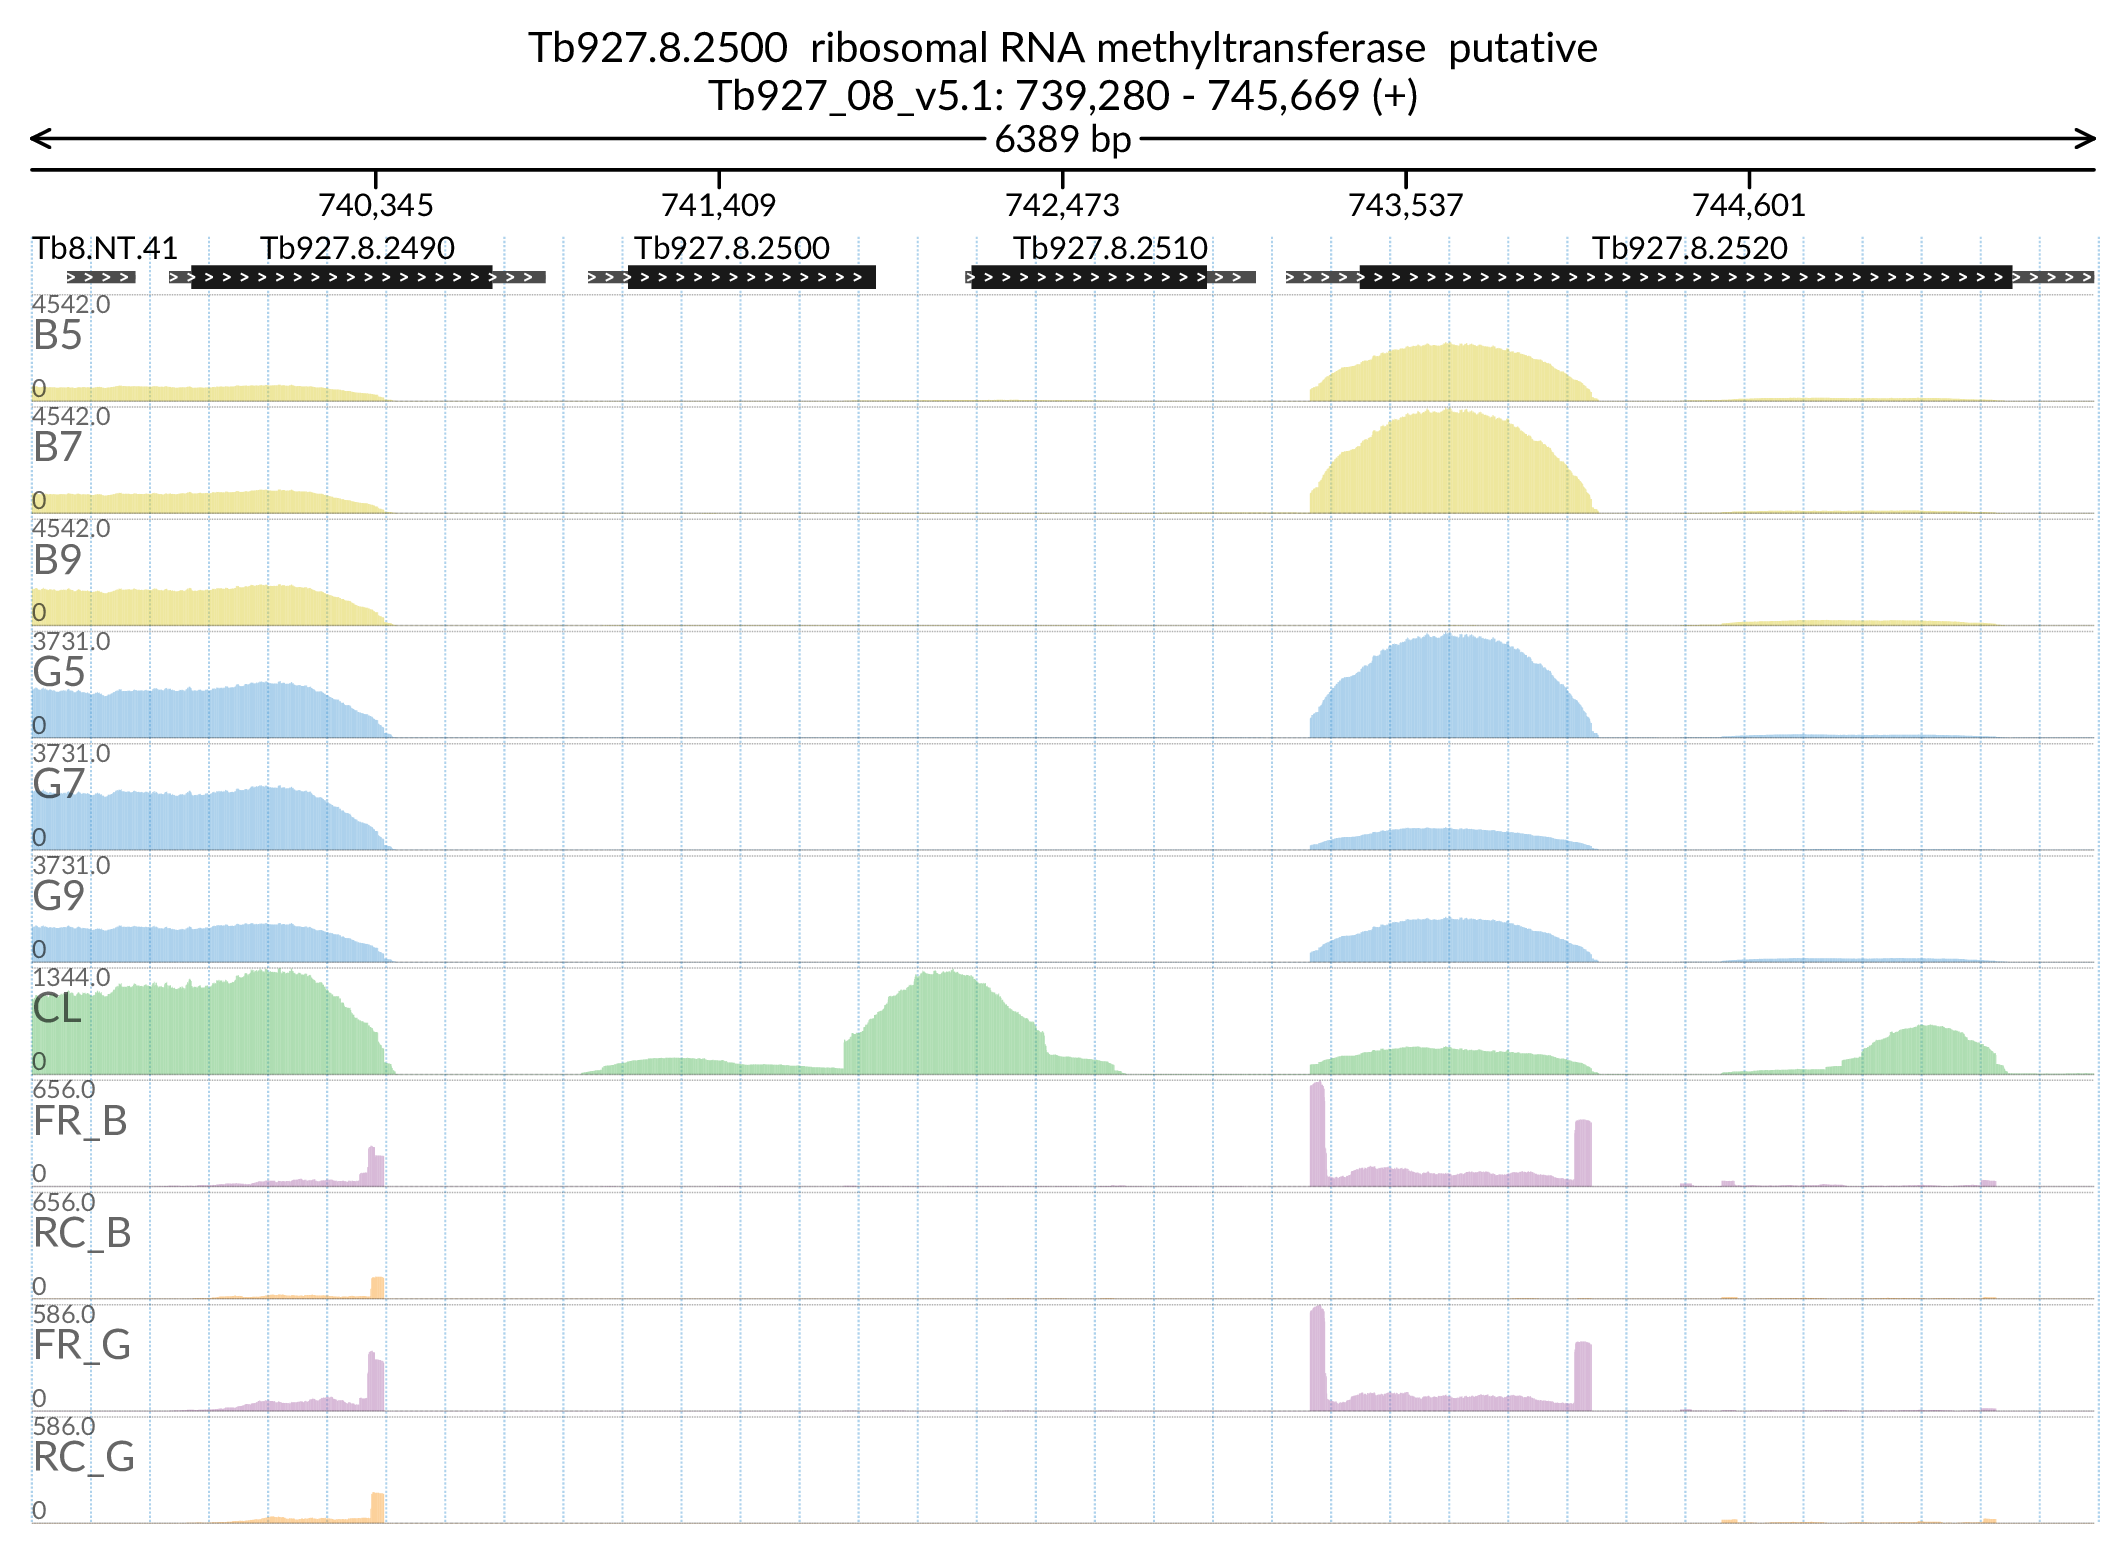 Tb927.8.2500  ribosomal RNA methyltransferase  putative
Tb927_08_v5.1: 739,280 - 745,669 (+)
6389 bp
740,345 741,409 742,473 743,537 744,601
Tb8.NT.41 Tb927.8.2490 Tb927.8.2500 Tb927.8.2510 Tb927.8.2520
4542.0
B5
0
4542.0
B7
0
4542.0
B9
0
3731.0
G5
0
3731.0
G7
0
3731.0
G9
0
1344.0
CL
0
656.0
FR_B
0
656.0
RC_B
0
586.0
FR_G
0
586.0
RC_G
0